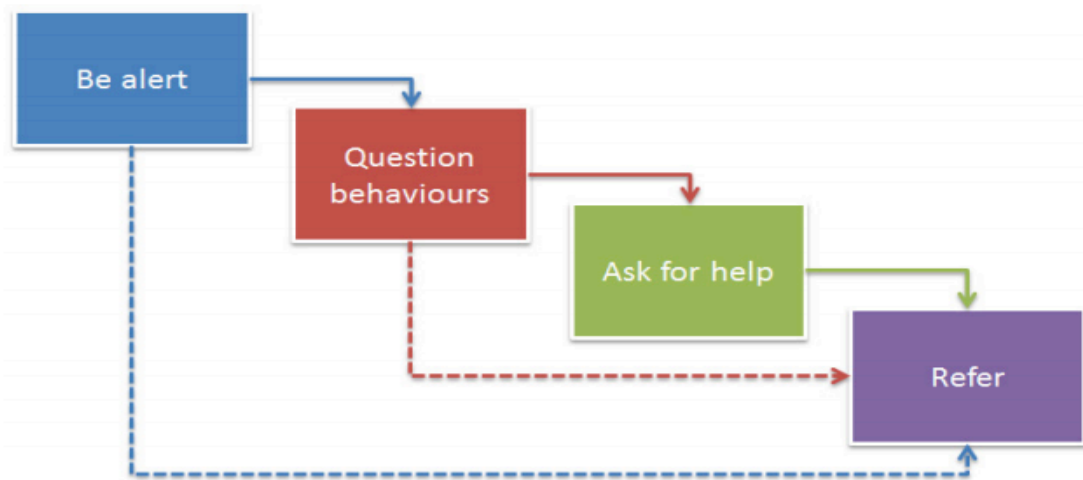 Be alert
Question
behaviours
Ask for help
Refer